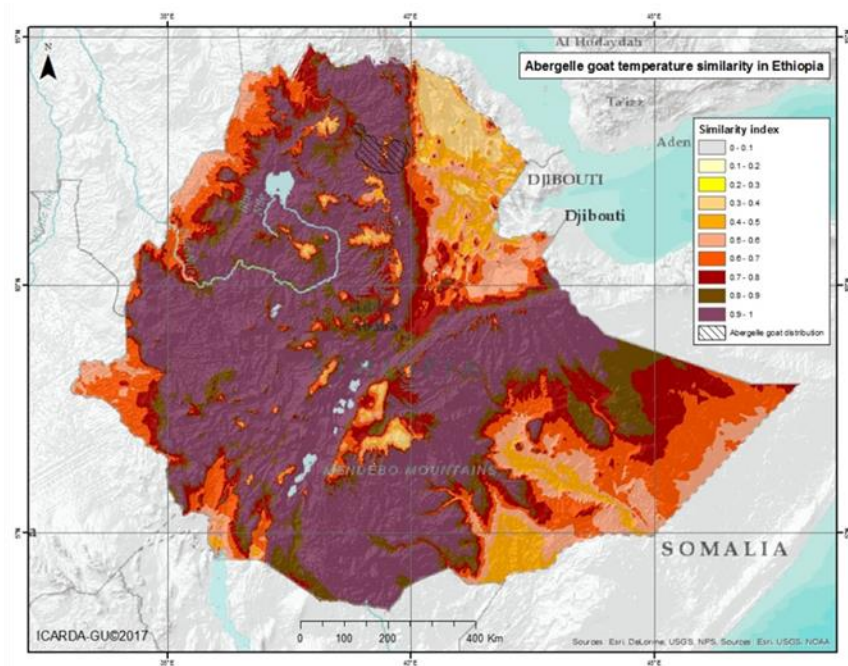 Al Hudaydah
N
Abergelle goat temperature similarity in Ethiopia
Ta'izz
Similarity index
0 - 0.1
0.1 - 0.2
0.2 - 0.3
0.3 - 0.4
0.4 - 0.5
0.5 - 0.6
0.6 - 0.7
0.7 - 0.8
0.8 - 0.9
0.9 - 1
Abergelle goat distribution
Aden
DJIBOUTI
Djibouti
MENDEBO MOUNTAINS
SOMALIA
0 50 100 200 300 400 Km
ICARDA-GU©2017
Sources: Esri, DeLorme, USGS, NPS, Sources: Esri, USGS, NOAA